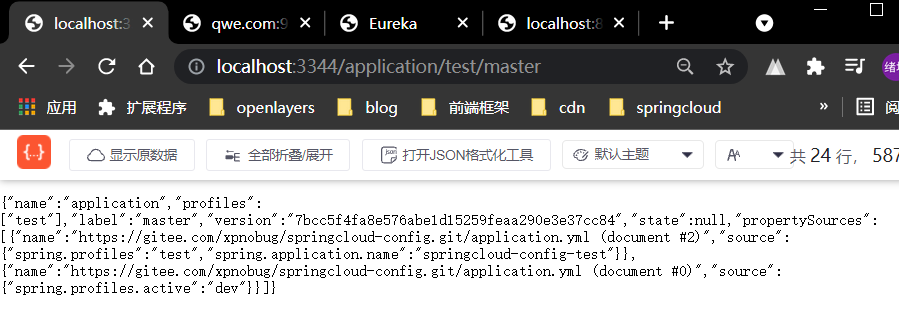 localhost:3
qwe.com:9
Eureka
localhost:8
localhost:3344/application/test/master
应用
扩展程序
openlayers
blog
前端框架
cdn
springcloud
»
{...}
显示原数据
全部折叠/展开
打开JSON格式化工具
默认主题
共 24 行, 587
{"name":"application","profiles":
["test"],"label":"master","version":"7bcc5f4fa8e576abe1d15259feaa290e3e37cc84","state":null,"propertySources":
[{"name":"https://gitee.com/xpnobug/springcloud-config.git/application.yml (document #2)","source":
{"spring.profiles":"test","spring.application.name":"springcloud-config-test"}},
{"name":"https://gitee.com/xpnobug/springcloud-config.git/application.yml (document #0)","source":
{"spring.profiles.active":"dev"}}]}